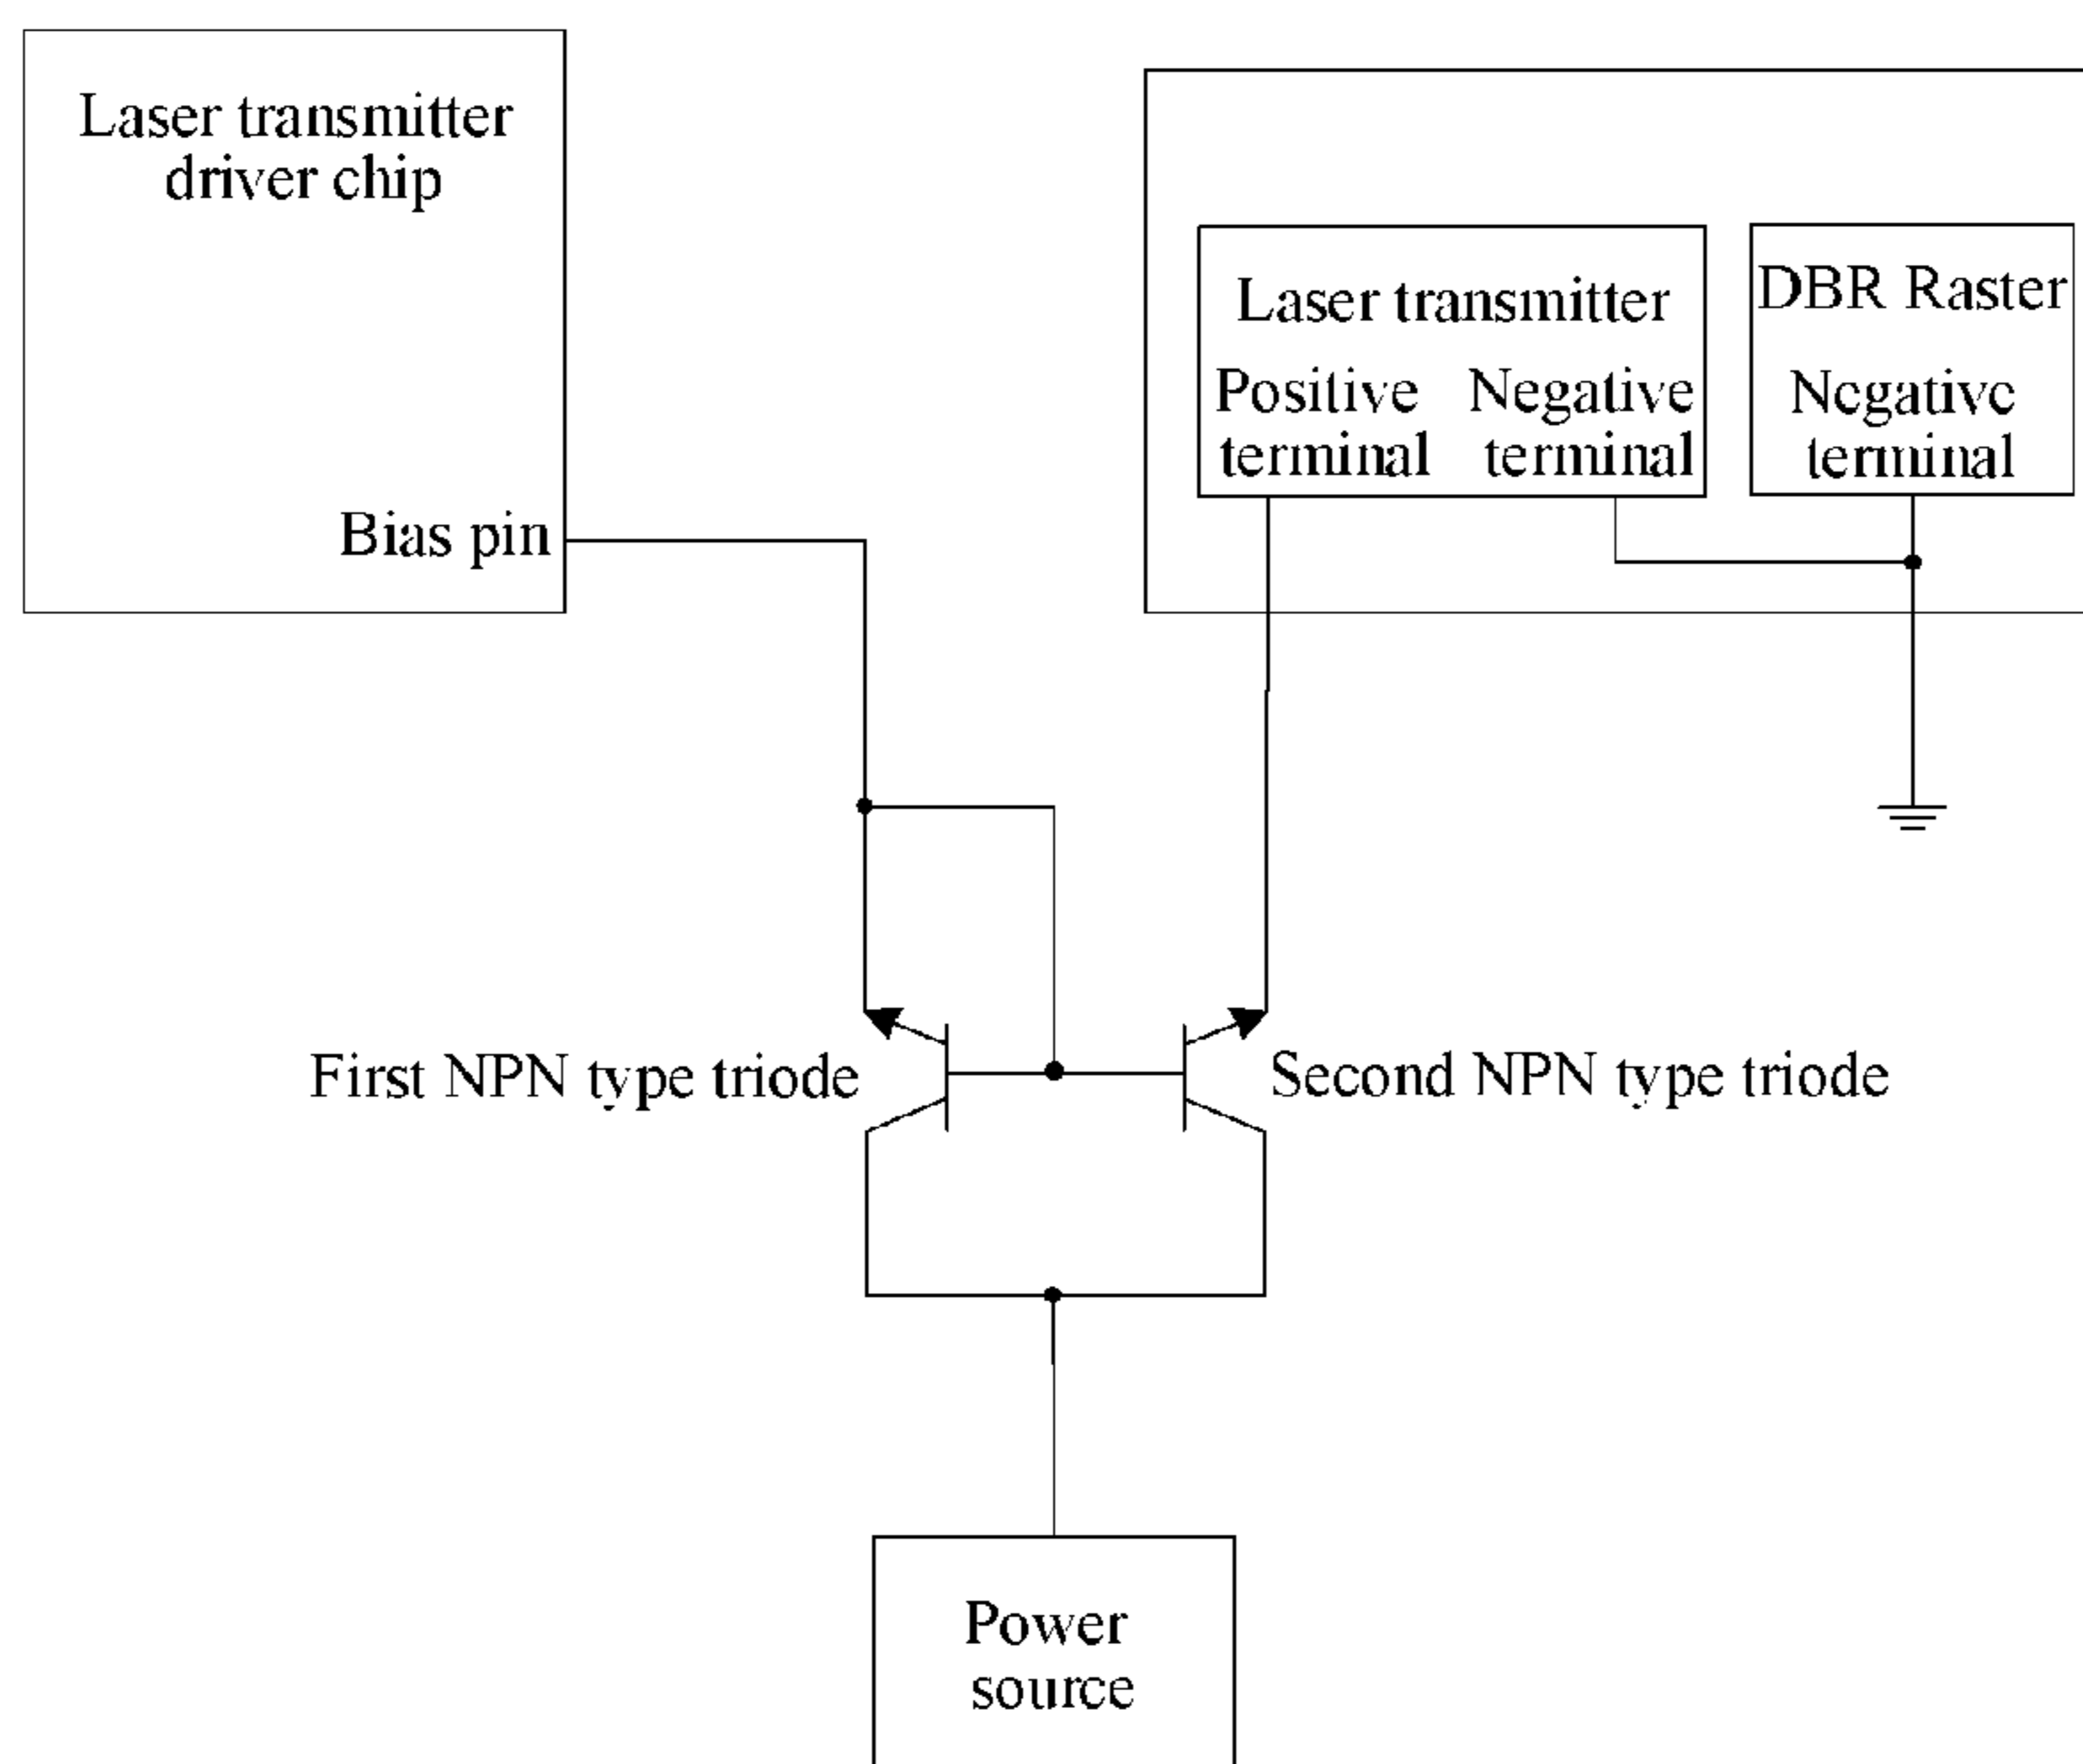 Laser transmitter
driver chip
Bias pin
Laser transmitter
Positive Negative
terminal terminal
DBR Raster
Negative
terminal
First NPN type triode
Second NPN type triode
Power
source